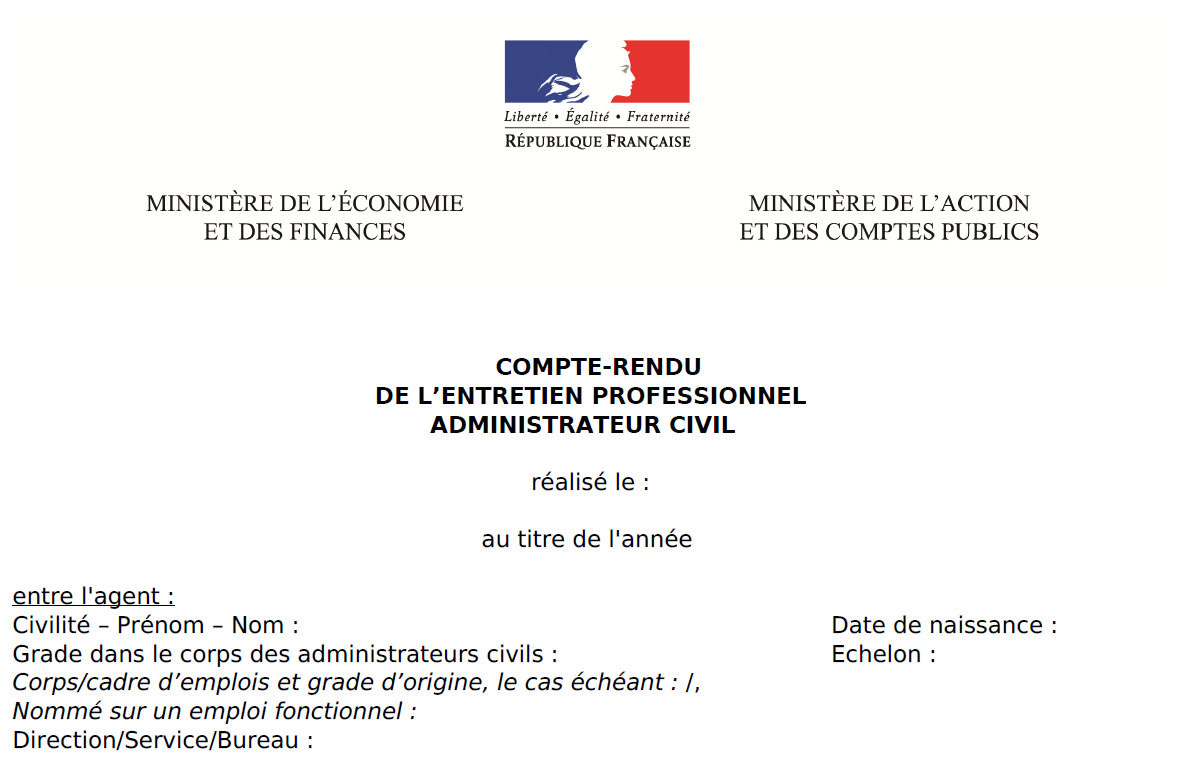 Liberté • Égalité • Fraternité
RÉPUBLIQUE FRANÇAISE
MINISTÈRE DE L’ÉCONOMIE
ET DES FINANCES
MINISTÈRE DE L’ACTION
ET DES COMPTES PUBLICS
COMPTE-RENDU
DE L’ENTRETIEN PROFESSIONNEL
ADMINISTRATEUR CIVIL
réalisé le :
au titre de l'année
entre l'agent :
Civilité – Prénom – Nom : Date de naissance :
Grade dans le corps des administrateurs civils : Echelon :
Corps/cadre d’emplois et grade d’origine, le cas échéant : /,
Nommé sur un emploi fonctionnel :
Direction/Service/Bureau :